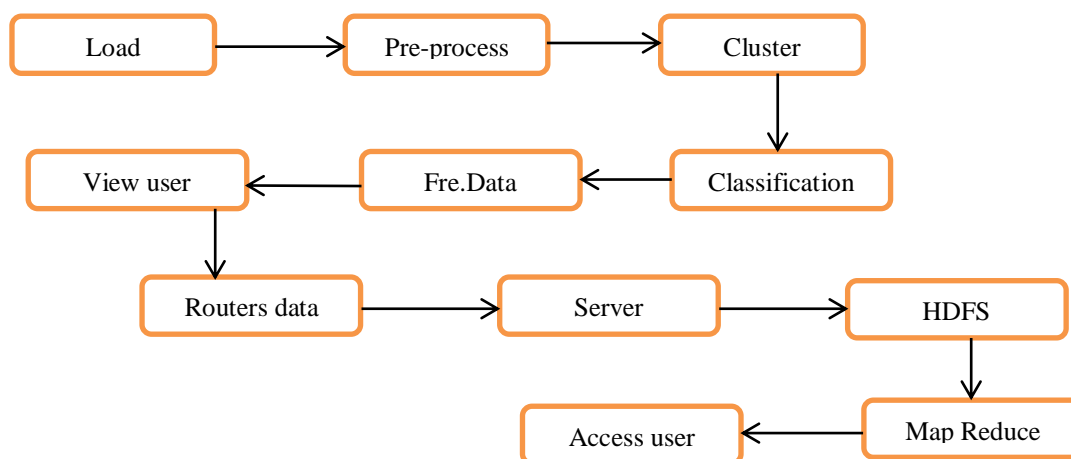 Load
Pre-process
Cluster
Classification
Fre.Data
View user
Routers data
Server
HDFS
Map Reduce
Access user